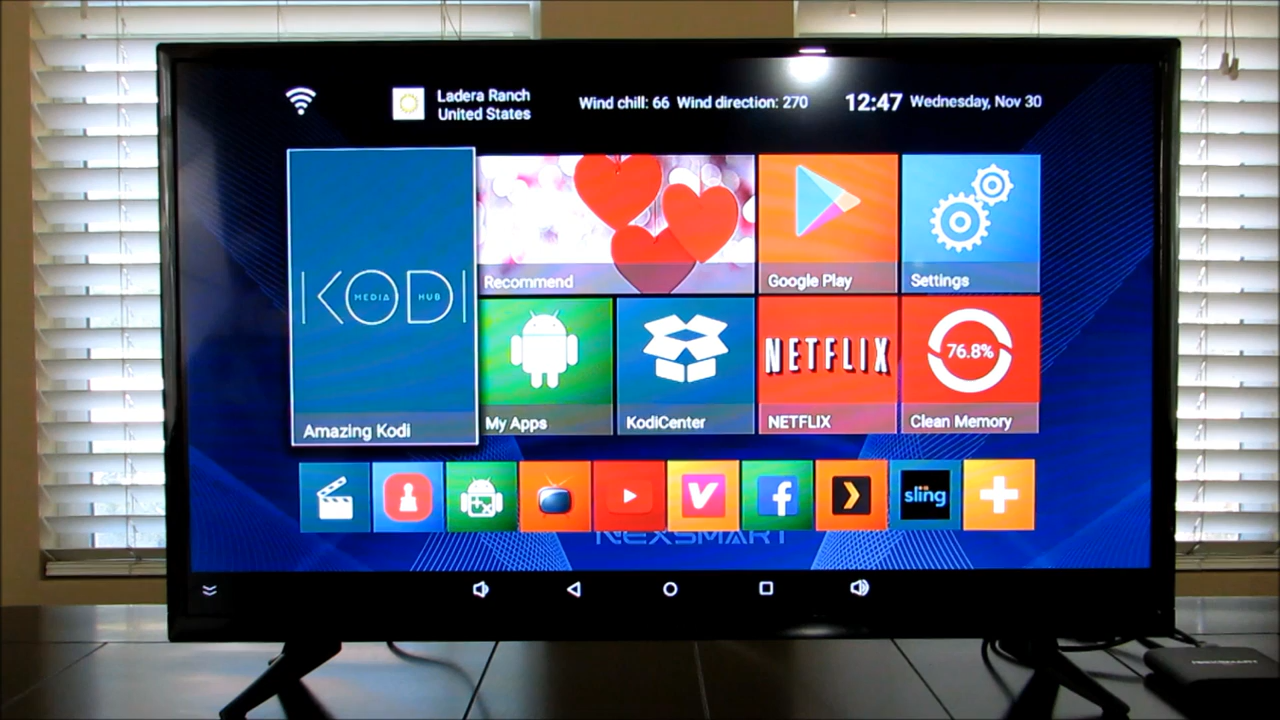 Ladera Ranch
United States
Wind chill: 66 Wind direction: 270
12:47 Wednesday, Nov 30
KODI
MEDIA HUB
Amazing Kodi
Recommend
Google Play
Settings
My Apps
KodiCenter
NETFLIX
NETFLIX
76.8%
Clean Memory
sling
NEXSMART
NEXSMART